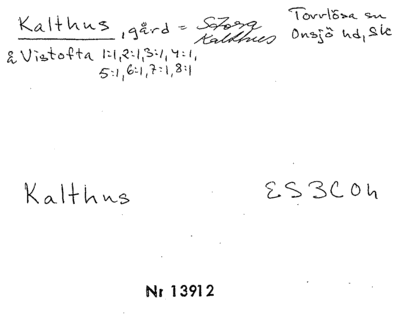 Kalthus, gård = Stora Kalthus
Torrlösa sn
Onsjö hd, Sk
å Vistofta 1:1, 2:1, 3:1, 4:1,
5:1, 6:1, 7:1, 8:1
Kalthus
ES3C0h
Nr 13912